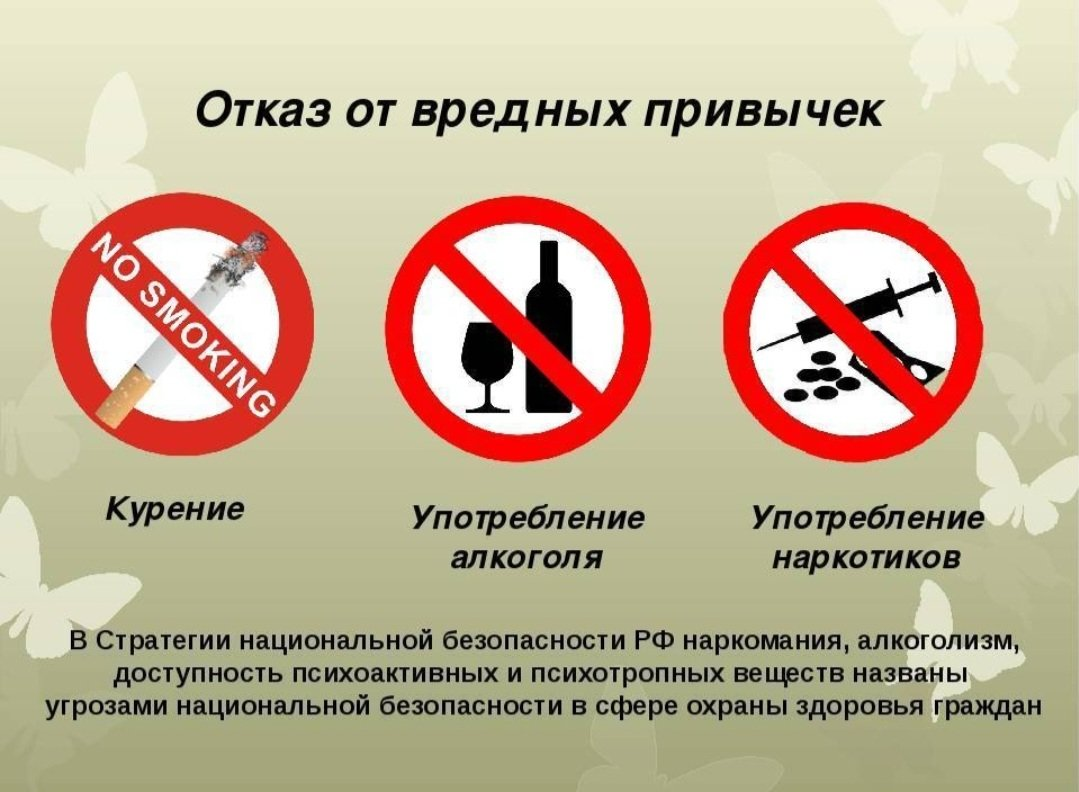 Отказ от вредных привычек
NO SMOKING
Курение
Употребление
алкоголя
Употребление
наркотиков
В Стратегии национальной безопасности РФ наркомания, алкоголизм,
доступность психоактивных и психотропных веществ названы
угрозами национальной безопасности в сфере охраны здоровья граждан